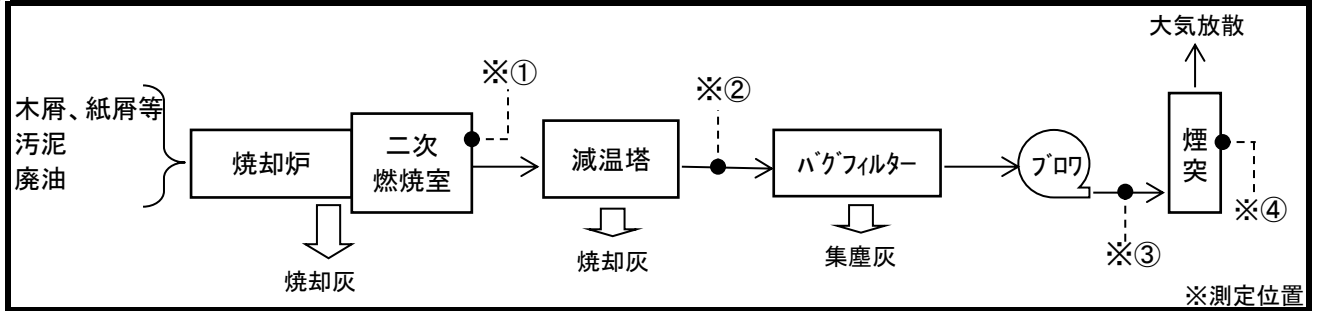 大気放散
※①
※②
木屑、紙屑等
汚泥
廃油
焼却炉
二次
燃焼室
減温塔
ﾊﾞｸﾞﾌｨﾙﾀｰ
ﾌﾞﾛﾜ
煙
突
※④
※③
焼却灰
焼却灰
集塵灰
※測定位置